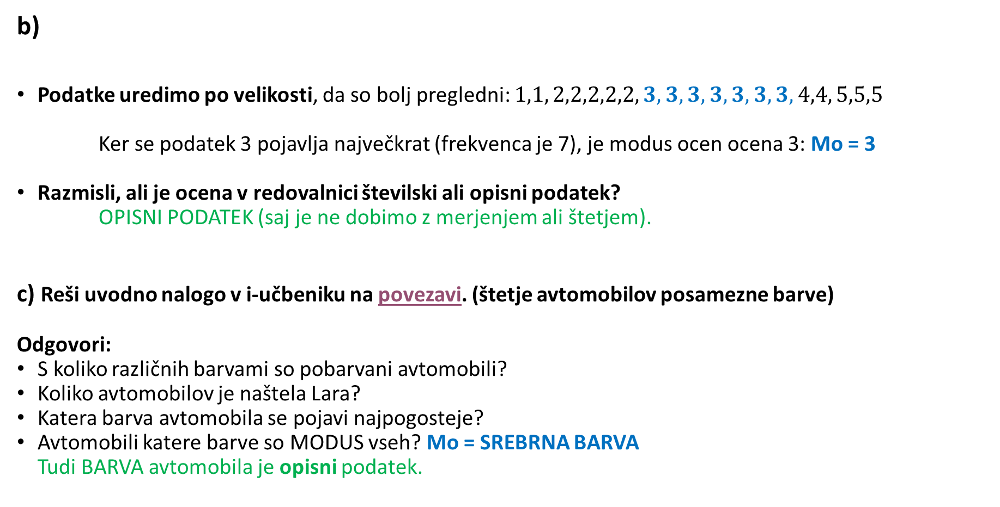 b)
• Podatke uredimo po velikosti, da so bolj pregledni: 1,1, 2,2,2,2,2, 3, 3, 3, 3, 3, 3, 3, 4,4, 5,5,5
Ker se podatek 3 pojavlja največkrat (frekvenca je 7), je modus ocen ocena 3: Mo = 3
• Razmisli, ali je ocena v redovalnici številski ali opisni podatek?
OPISNI PODATEK (saj je ne dobimo z merjenjem ali štetjem).
c) Reši uvodno nalogo v i-učbeniku na povezavi. (štetje avtomobilov posamezne barve)
Odgovori:
• S koliko različnih barvami so pobarvani avtomobili?
• Koliko avtomobilov je naštela Lara?
• Katera barva avtomobila se pojavi najpogosteje?
• Avtomobili katere barve so MODUS vseh? Mo = SREBRNA BARVA
Tudi BARVA avtomobila je opisni podatek.